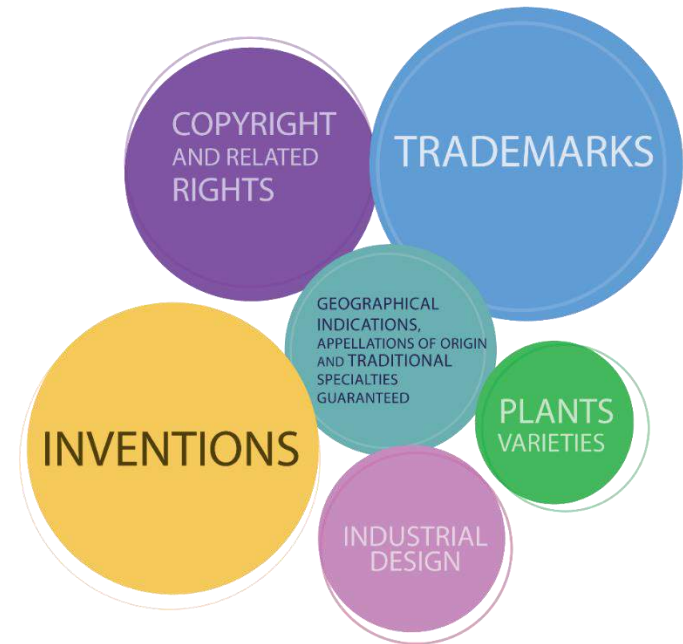 COPYRIGHT
AND RELATED
RIGHTS
TRADEMARKS
GEOGRAPHICAL
INDICATIONS,
APPELLATIONS OF ORIGIN
AND TRADITIONAL
SPECIALTIES
GUARANTEED
INVENTIONS
PLANTS
VARIETIES
INDUSTRIAL
DESIGN